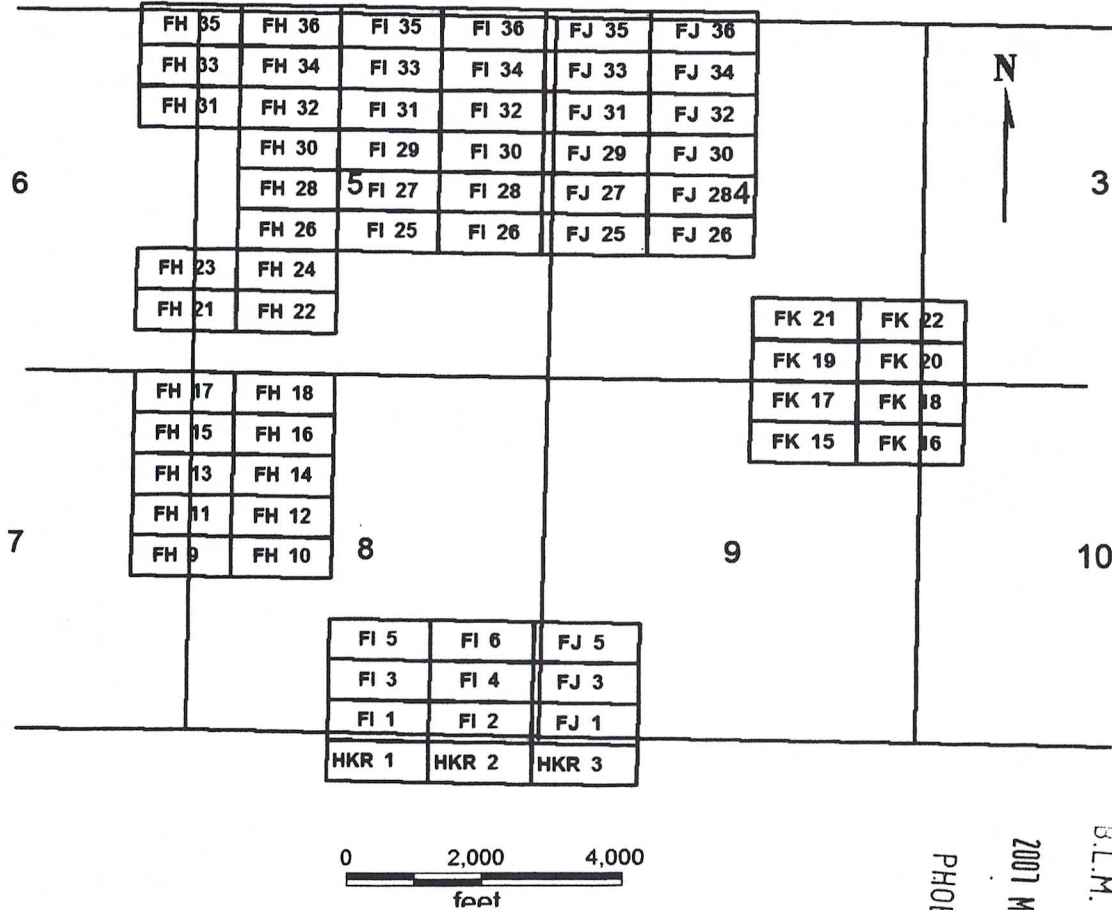 FH 35 FH 36 FI 35 FI 36 FJ 35 FJ 36
FH 33 FH 34 FI 33 FI 34 FJ 33 FJ 34
N
FH 31 FH 32 FI 31 FI 32 FJ 31 FJ 32
FH 30 FI 29 FI 30 FJ 29 FJ 30
6 FH 28 5 FI 27 FI 28 FJ 27 FJ 28 4 3
FH 26 FI 25 FI 26 FJ 25 FJ 26
FH 23 FH 24
FH 21 FH 22 FK 21 FK 22
FK 19 FK 20
FH 17 FH 18 FK 17 FK 18
FH 15 FH 16 FK 15 FK 16
FH 13 FH 14
FH 11 FH 12
7 FH 9 FH 10 8 9 10
FI 5 FI 6 FJ 5
FI 3 FI 4 FJ 3
FI 1 FI 2 FJ 1
HKR 1 HKR 2 HKR 3
0 2,000 4,000
feet
B.L.M.
2001 M
PHOE